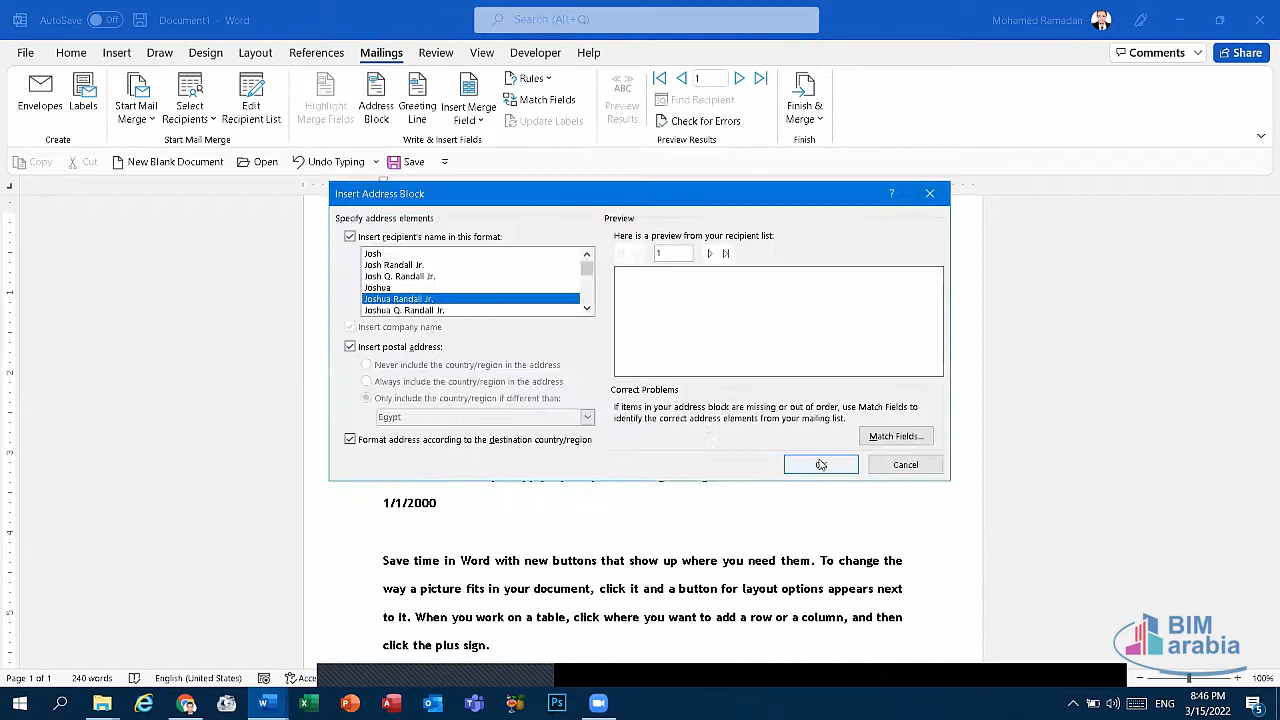 AutoSave Off Document1 - Word Search (Alt+Q) Mohamed Ramadan
File Home Insert Draw Design Layout References Mailings Review View Developer Help Comments Share
Envelopes Labels Start Mail Merge Select Recipients Edit Recipient List Highlight Merge Fields Address Block Greeting Line Insert Merge Field Rules Match Fields Update Labels ABC Preview Results 1 Find Recipient Check for Errors Finish & Merge
Create Start Mail Merge Write & Insert Fields Preview Results Finish
Copy Cut New Blank Document Open Undo Typing Save
Insert Address Block
Specify address elements
Insert recipient's name in this format:
Josh
Josh Randall Jr.
Josh Q. Randall Jr.
Joshua
Joshua Randall Jr.
Joshua Q. Randall Jr.
Insert company name
Insert postal address:
Never include the country/region in the address
Always include the country/region in the address
Only include the country/region if different than:
Egypt
Format address according to the destination country/region
Preview
Here is a preview from your recipient list:
1
Correct Problems
If items in your address block are missing or out of order, use Match Fields to
identify the correct address elements from your mailing list.
Match Fields...
Cancel
1/1/2000
Save time in Word with new buttons that show up where you need them. To change the
way a picture fits in your document, click it and a button for layout options appears next
to it. When you work on a table, click where you want to add a row or a column, and then
click the plus sign.
2
3
4
5
BIM
arabia
Page 1 of 1 240 words English (United States) 100%
Ps ENG 8:46 PM
3/15/2022